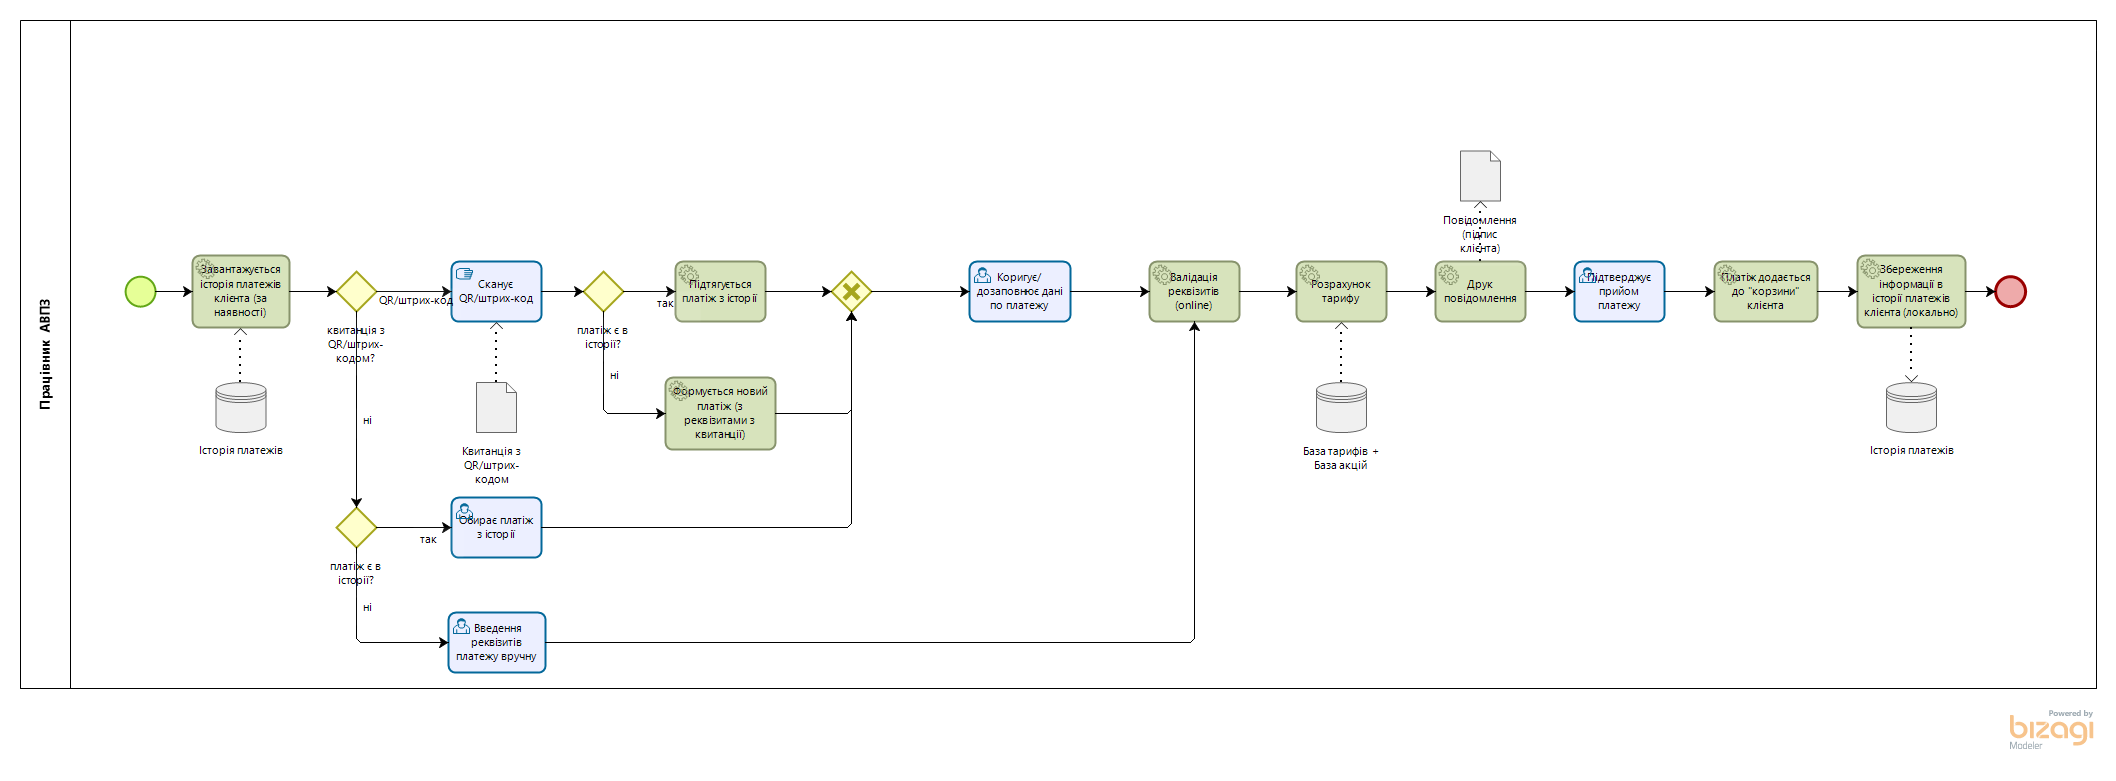 Працівник АВПЗ
Завантажується
історія платежів
клієнта (за
наявності)
Історія платежів
квитанція з
QR/штрих-
кодом?
QR/штрих-код
ні
Сканує
QR/штрих-код
Квитанція з
QR/штрих-
кодом
платіж є в
історії?
так
ні
Підтягується
платіж з історії
Формується новий
платіж (з
реквізитами з
квитанції)
платіж є в
історії?
так
ні
Обирає платіж
з історії
Введення
реквізитів
платежу вручну
Коригує/
дозаповнює дані
по платежу
Валідація
реквізитів
(online)
Розрахунок
тарифу
База тарифів +
База акцій
Друк
повідомлення
Повідомлення
(підпис
клієнта)
Підтверджує
прийом
платежу
Платіж додається
до "корзини"
клієнта
Збереження
інформації в
історії платежів
клієнта (локально)
Історія платежів
Powered by
bizagi
Modeler